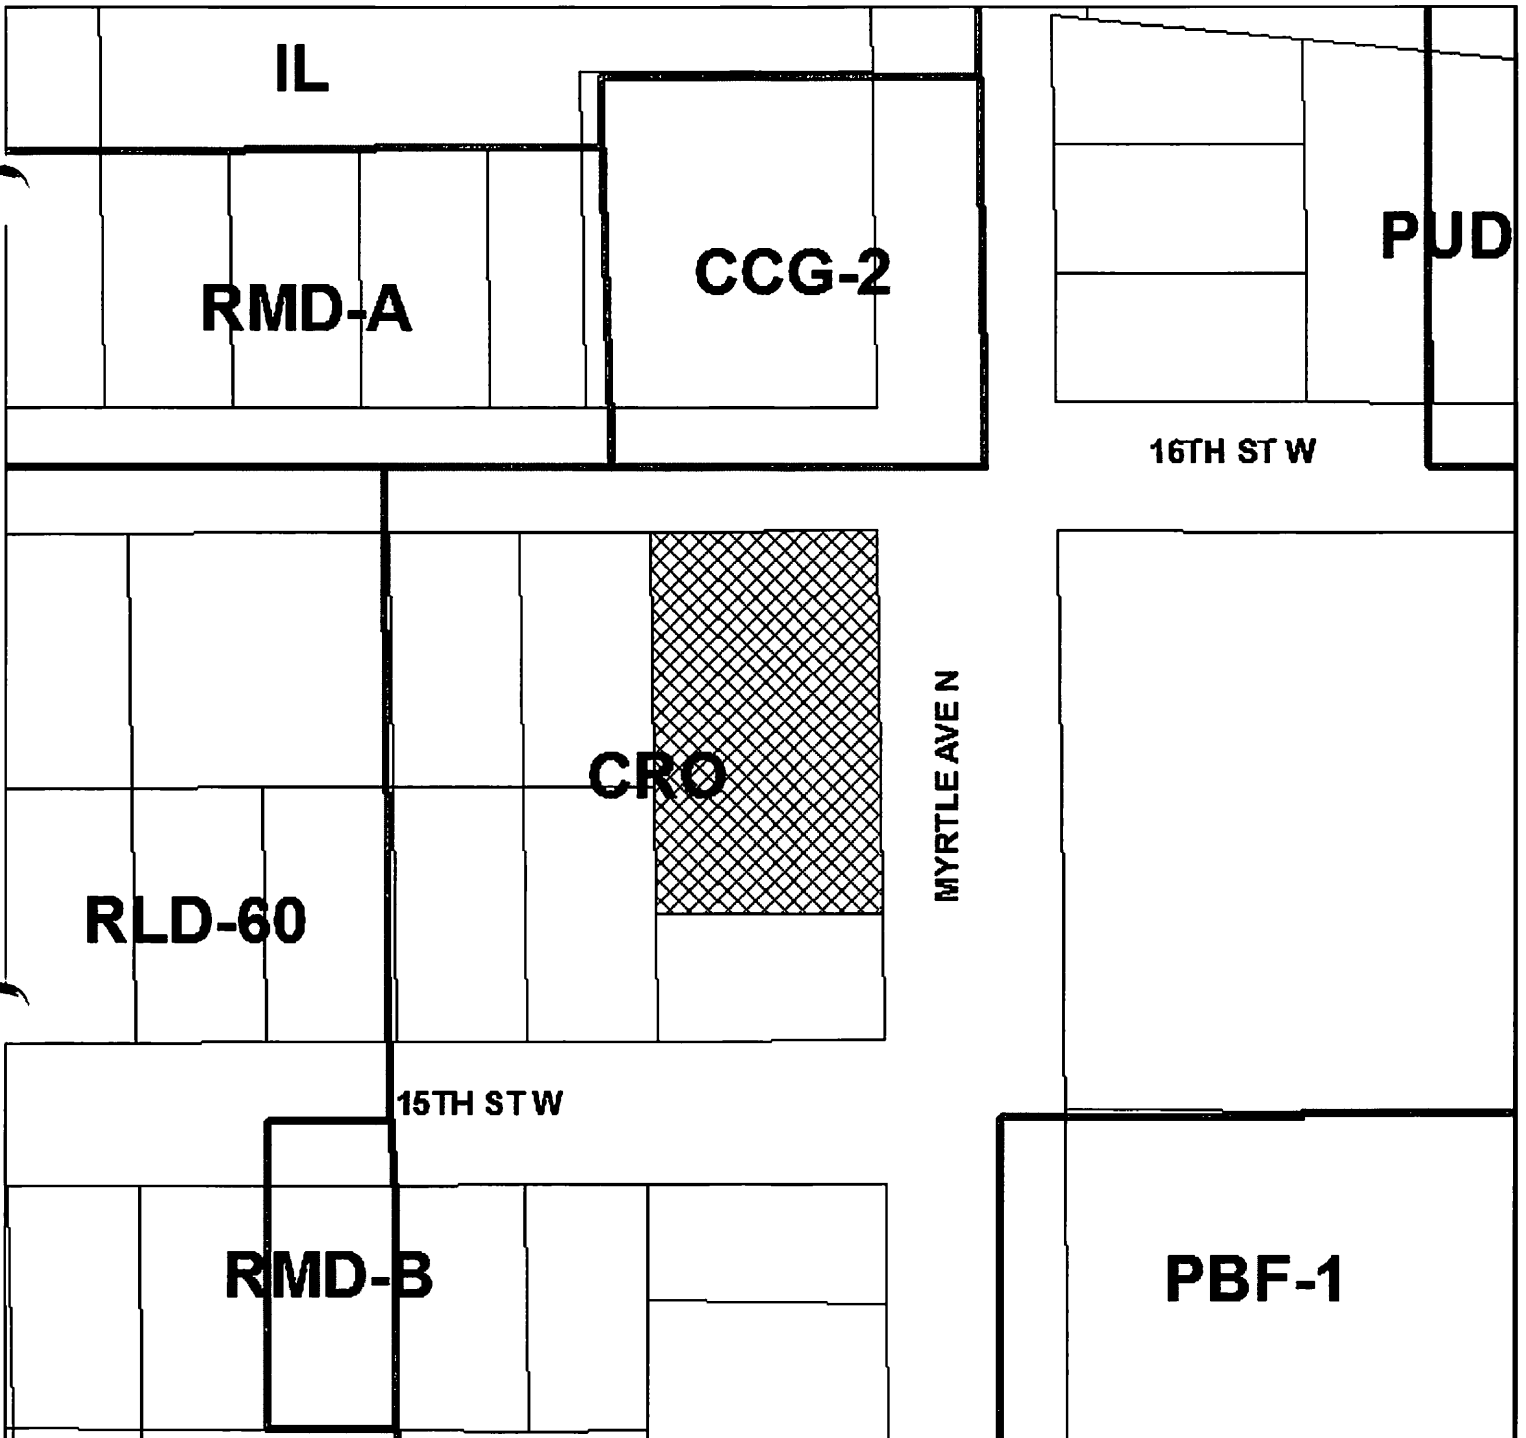 IL
PUD
CCG-2
RMD-A
16TH ST W
CRO
MYRTLE AVE N
RLD-60
15TH ST W
RMD-B
PBF-1